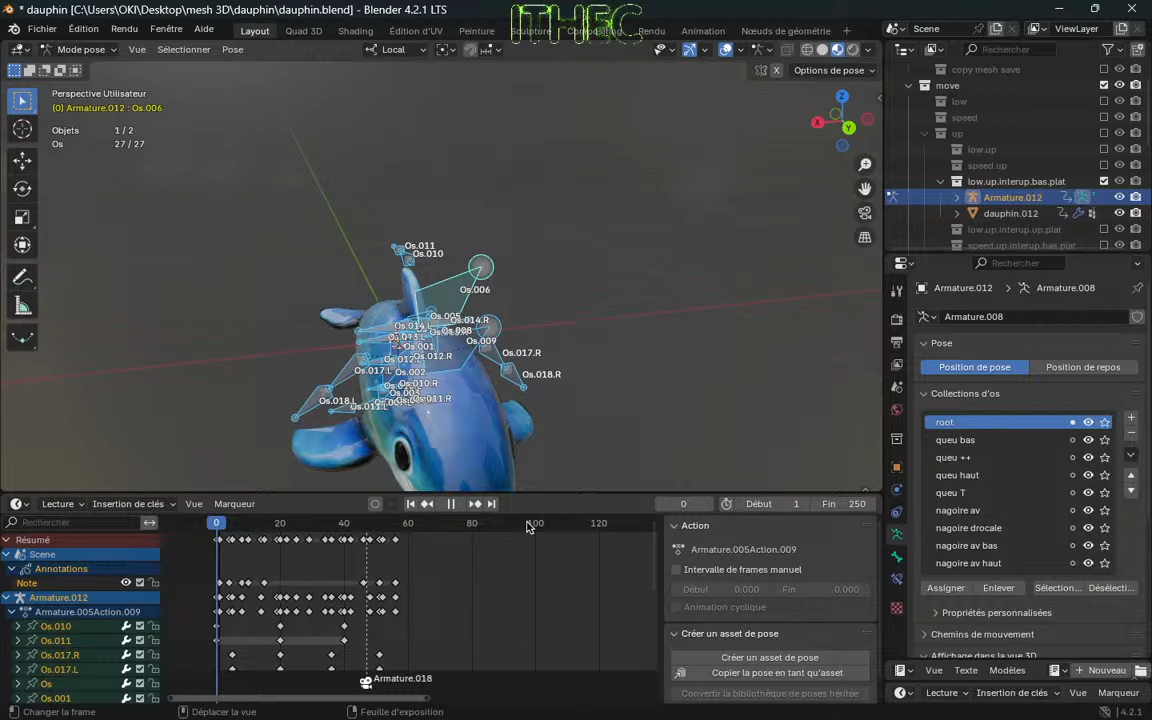 * dauphin [C:\Users\OKI\Desktop\mesh 3D\dauphin\dauphin.blend] - Blender 4.2.1 LTS
ITHEC
Fichier Édition Rendu Fenêtre Aide Layout Quad 3D Shading Édition d'UV Peinture Sculpture Rendu Animation Nœuds de géométrie
Scene ViewLayer
Mode pose Vue Sélectionner Pose Local
Rechercher
X Options de pose
copy mesh save
Perspective Utilisateur
(0) Armature.012 : Os.006
Objets 1 / 2
Os 27 / 27
Z
X
Y
move
low
speed
up
low.up
speed.up
low.up.interup.bas.plat
Armature.012
dauphin.012
low.up.interup.up.plat
speed.up.interup.bas.plat
Os.011
Os.010
Os.006
Os.014.R
Os.014.L
Os.008
Os.009
Os.001
Os.012.R
Os.017.R
Os.017.L
Os.002
Os.018.R
Os.010.R
Os.018.L
Os.011.L
Rechercher
Armature.012 Armature.008
Armature.008
Pose
Position de pose Position de repos
Collections d'os
root
queu bas
queu ++
queu haut
queu T
nagoire av
nagoire drocale
nagoire av bas
nagoire av haut
Assigner Enlever Sélection... Désélecti...
Propriétés personnalisées
Chemins de mouvement
Affichage dans la vue 3D
Vue Texte Modèles Nouveau
Lecture Insertion de clés Vue Marqueur
Lecture Insertion de clés Vue Marqueur 0 Début 1 Fin 250
Rechercher 0 20 40 60 80 100 120
Résumé
Scene
Annotations
Note
Armature.012
Armature.005Action.009
Os.010
Os.011
Os.017.R
Os.017.L
Os
Os.001
Armature.018
Action
Armature.005Action.009
Intervalle de frames manuel
Début 0.000 Fin 0.000
Animation cyclique
Créer un asset de pose
Créer un asset de pose
Copier la pose en tant qu'asset
Convertir la bibliothèque de poses héritée
Changer la frame Déplacer la vue Feuille d'exposition 4.2.1